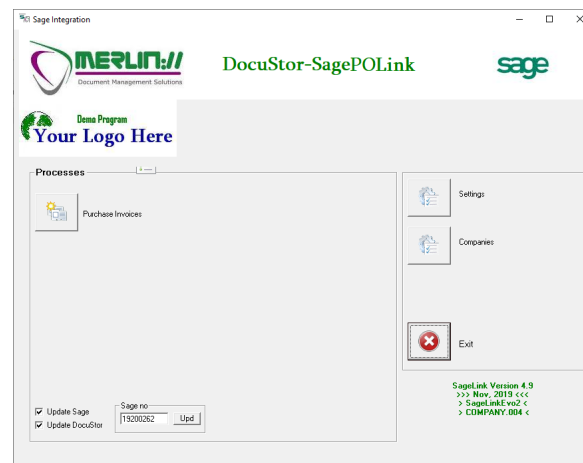 Sage Integration
MERLIN://
Document Management Solutions
DocuStor-SagePOLink
sage
Demo Program
Your Logo Here
Processes
Purchase Invoices
Settings
Companies
Exit
Update Sage
Update DocuStor
Sage no
19200262
Upd
SageLink Version 4.9
>>> Nov, 2019 <<<
> SageLinkEvo2 <
> COMPANY.004 <